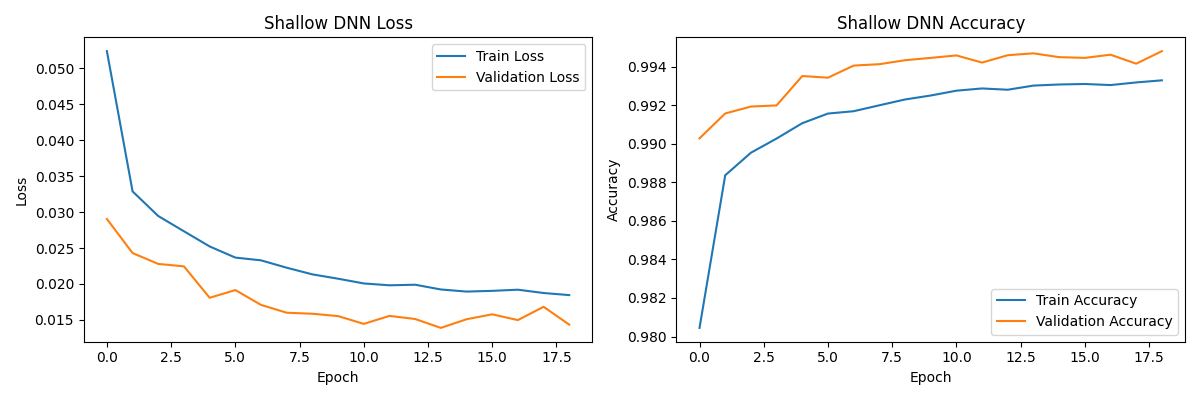 Shallow DNN Loss
Train Loss
Validation Loss
0.050
0.045
0.040
0.035
0.030
0.025
0.020
0.015
Loss
0.0 2.5 5.0 7.5 10.0 12.5 15.0 17.5
Epoch
Shallow DNN Accuracy
0.994
0.992
0.990
0.988
0.986
0.984
0.982
0.980
Accuracy
Train Accuracy
Validation Accuracy
0.0 2.5 5.0 7.5 10.0 12.5 15.0 17.5
Epoch